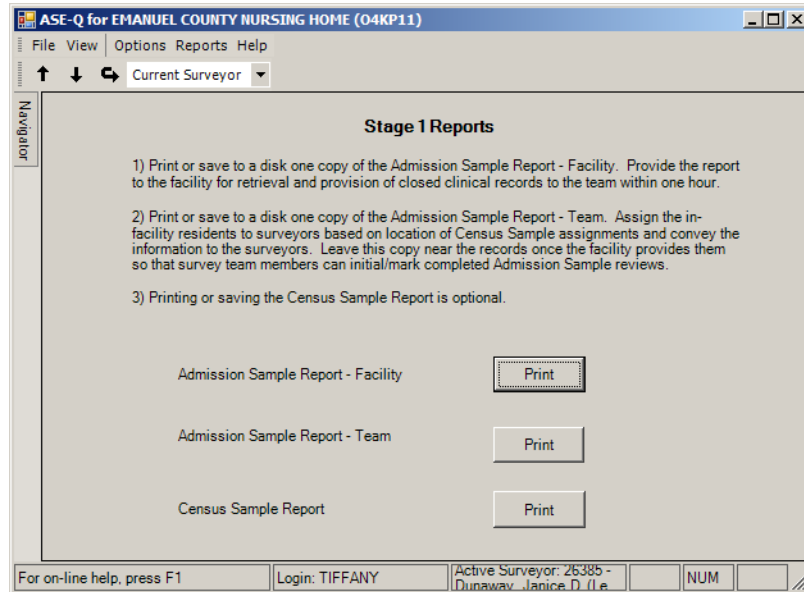 ASE-Q for EMANUEL COUNTY NURSING HOME (O4KP11)
File View Options Reports Help
Current Surveyor
Navigator
Stage 1 Reports
1) Print or save to a disk one copy of the Admission Sample Report - Facility. Provide the report
to the facility for retrieval and provision of closed clinical records to the team within one hour.
2) Print or save to a disk one copy of the Admission Sample Report - Team. Assign the in-
facility residents to surveyors based on location of Census Sample assignments and convey the
information to the surveyors. Leave this copy near the records once the facility provides them
so that survey team members can initial/mark completed Admission Sample reviews.
3) Printing or saving the Census Sample Report is optional.
Admission Sample Report - Facility Print
Admission Sample Report - Team Print
Census Sample Report Print
For on-line help, press F1 Login: TIFFANY Active Surveyor: 26385 -
Dunaway, Janice D. (Le NUM